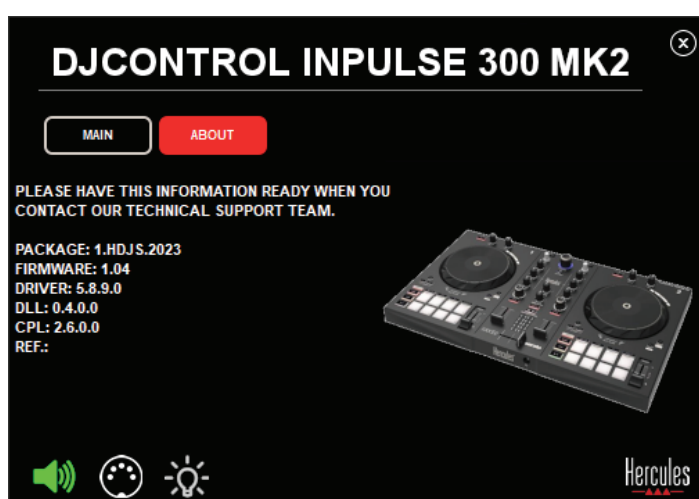 DJCONTROL INPULSE 300 MK2
MAIN
ABOUT
PLEASE HAVE THIS INFORMATION READY WHEN YOU
CONTACT OUR TECHNICAL SUPPORT TEAM.
PACKAGE: 1.HDJS.2023
FIRMWARE: 1.04
DRIVER: 5.8.9.0
DLL: 0.4.0.0
CPL: 2.6.0.0
REF.:
Hercules
Hercules